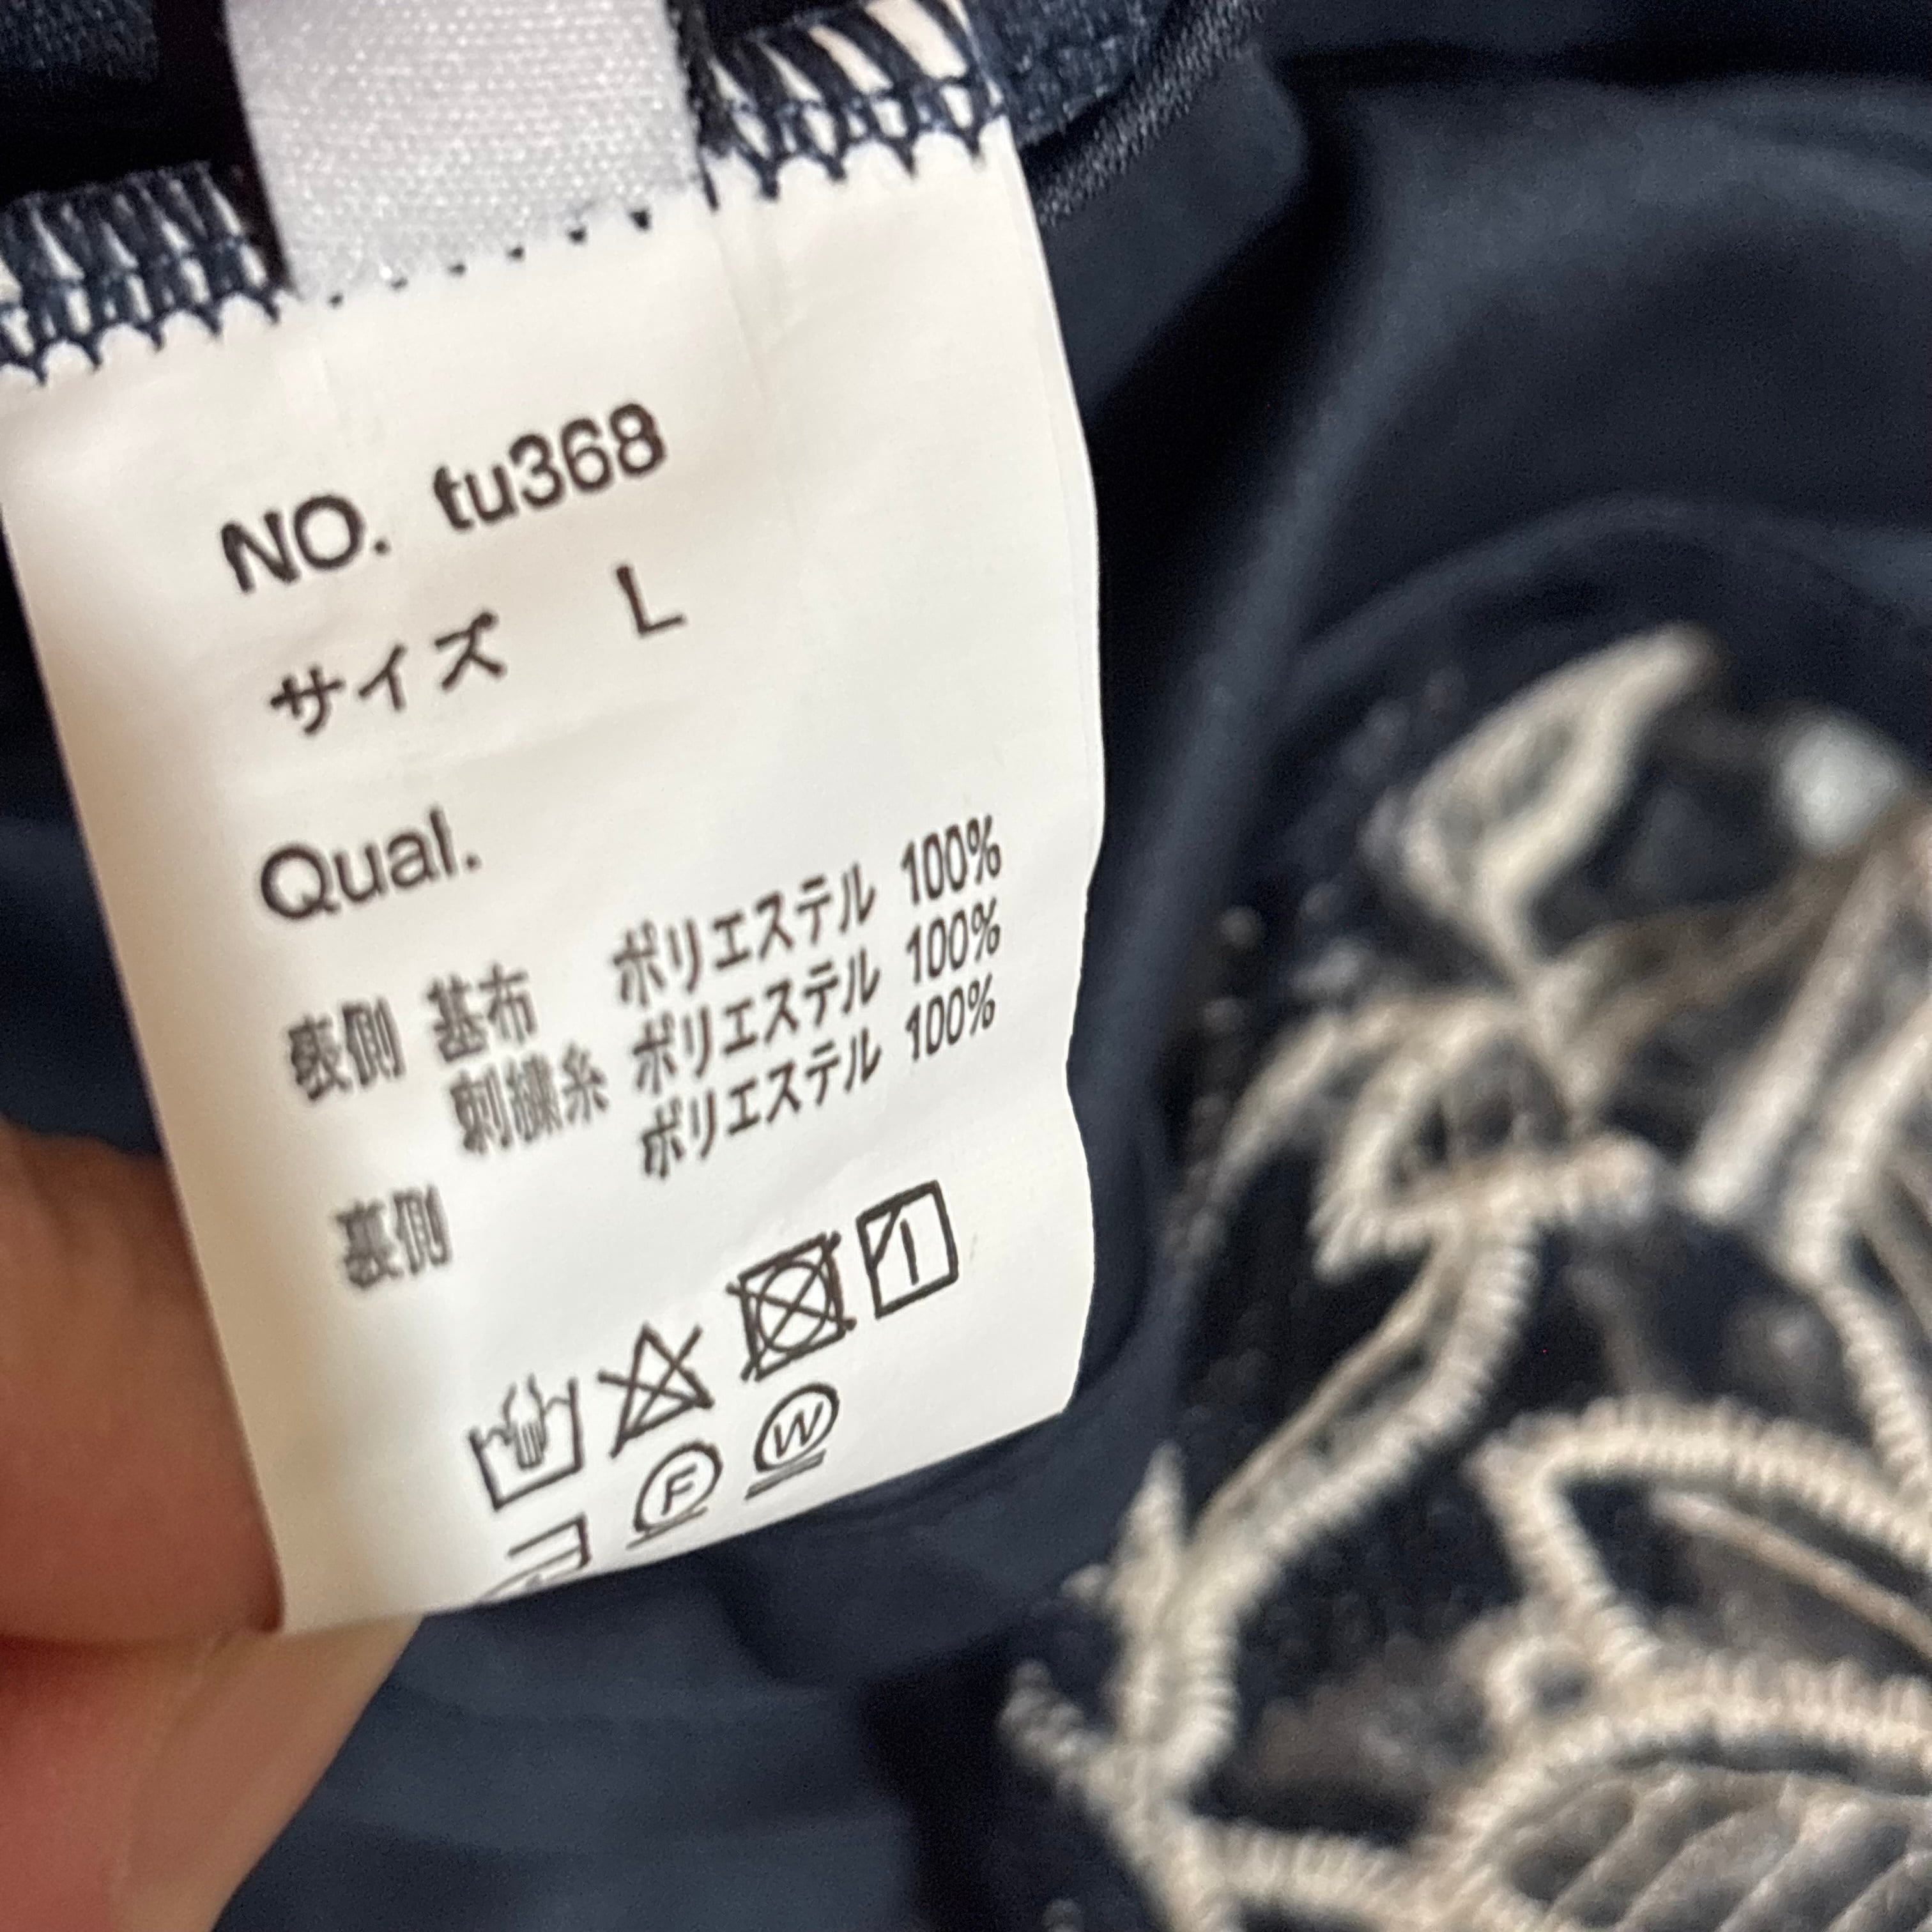 NO. tu368
サイズ L
Qual.
表側 基布 ポリエステル 100%
刺繍糸 ポリエステル 100%
裏側 ポリエステル 100%
F
W